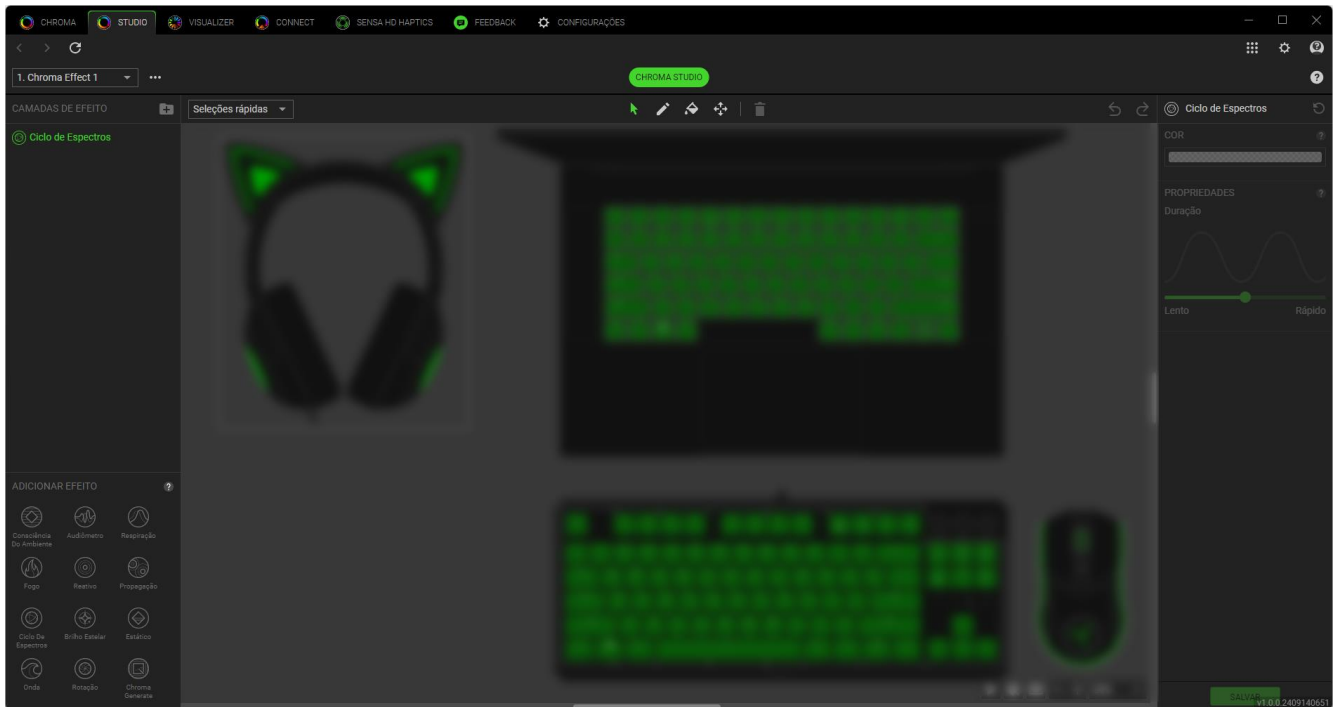 CHROMA STUDIO VISUALIZER CONNECT SENSA HD HAPTICS FEEDBACK CONFIGURAÇÕES
1. Chroma Effect 1
CHROMA STUDIO
CAMADAS DE EFEITO
Seleções rápidas
Ciclo de Espectros
Ciclo de Espectros
COR
PROPRIEDADES
Duração
Lento Rápido
ADICIONAR EFEITO
Consciência Do Ambiente
Audiômetro
Respiração
Fogo
Reativo
Propagação
Ciclo De Espectros
Brilho Estelar
Estático
Onda
Rotação
Chroma Generate
SALVAR
v1.0.0.2409140651